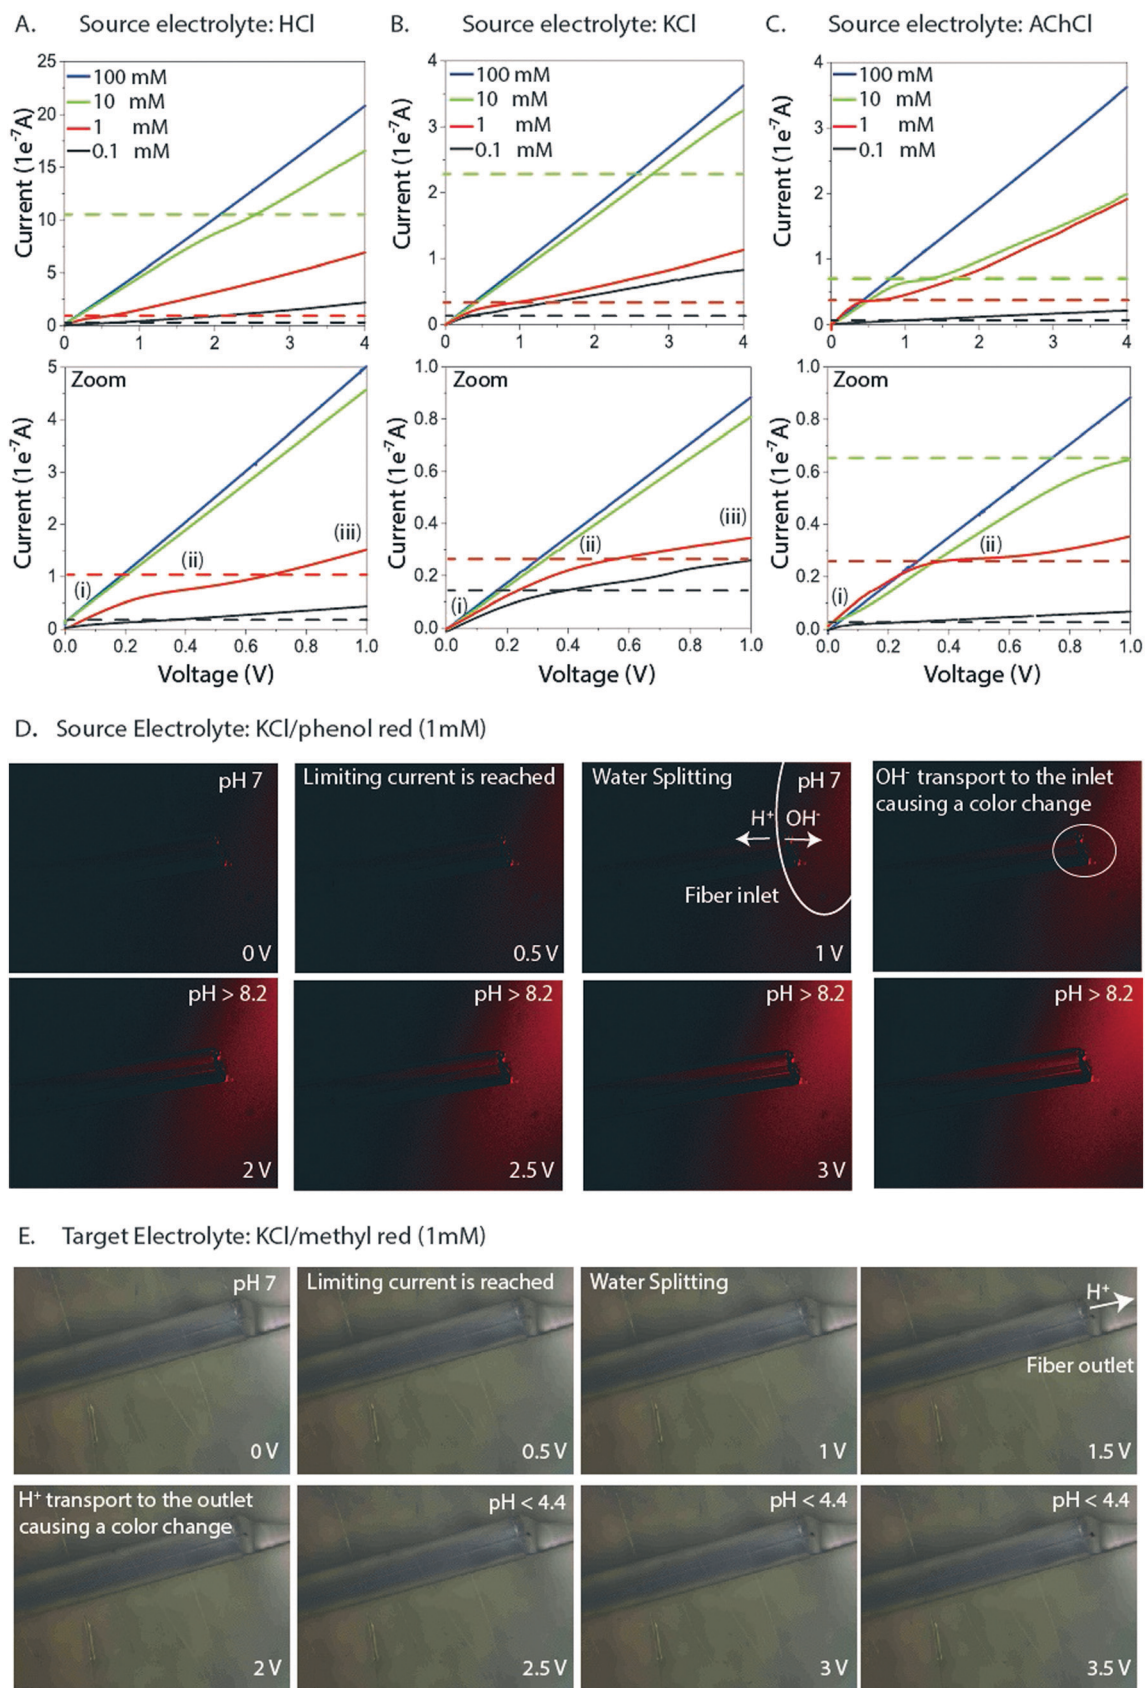 A. Source electrolyte: HCl
B. Source electrolyte: KCl
C. Source electrolyte: AChCl
Current (1e⁻⁷A)
25
20
15
10
5
0
100 mM
10 mM
1 mM
0.1 mM
0 1 2 3 4
Current (1e⁻⁷A)
4
3
2
1
0
100 mM
10 mM
1 mM
0.1 mM
0 1 2 3 4
Current (1e⁻⁷A)
4
3
2
1
0
100 mM
10 mM
1 mM
0.1 mM
0 1 2 3 4
Current (1e⁻⁷A)
5
4
3
2
1
0
Zoom
(i)
(ii)
(iii)
0.0 0.2 0.4 0.6 0.8 1.0
Voltage (V)
Current (1e⁻⁷A)
1.0
0.8
0.6
0.4
0.2
0.0
Zoom
(i)
(ii)
(iii)
0.0 0.2 0.4 0.6 0.8 1.0
Voltage (V)
Current (1e⁻⁷A)
1.0
0.8
0.6
0.4
0.2
0.0
Zoom
(i)
(ii)
0.0 0.2 0.4 0.6 0.8 1.0
Voltage (V)
D. Source Electrolyte: KCl/phenol red (1mM)
pH 7
0 V
Limiting current is reached
0.5 V
Water Splitting
pH 7
H⁺ OH⁻
Fiber inlet
1 V
OH⁻ transport to the inlet
causing a color change
pH > 8.2
2 V
pH > 8.2
2.5 V
pH > 8.2
3 V
pH > 8.2
E. Target Electrolyte: KCl/methyl red (1mM)
pH 7
0 V
Limiting current is reached
0.5 V
Water Splitting
1 V
H⁺
Fiber outlet
1.5 V
H⁺ transport to the outlet
causing a color change
2 V
pH < 4.4
2.5 V
pH < 4.4
3 V
pH < 4.4
3.5 V